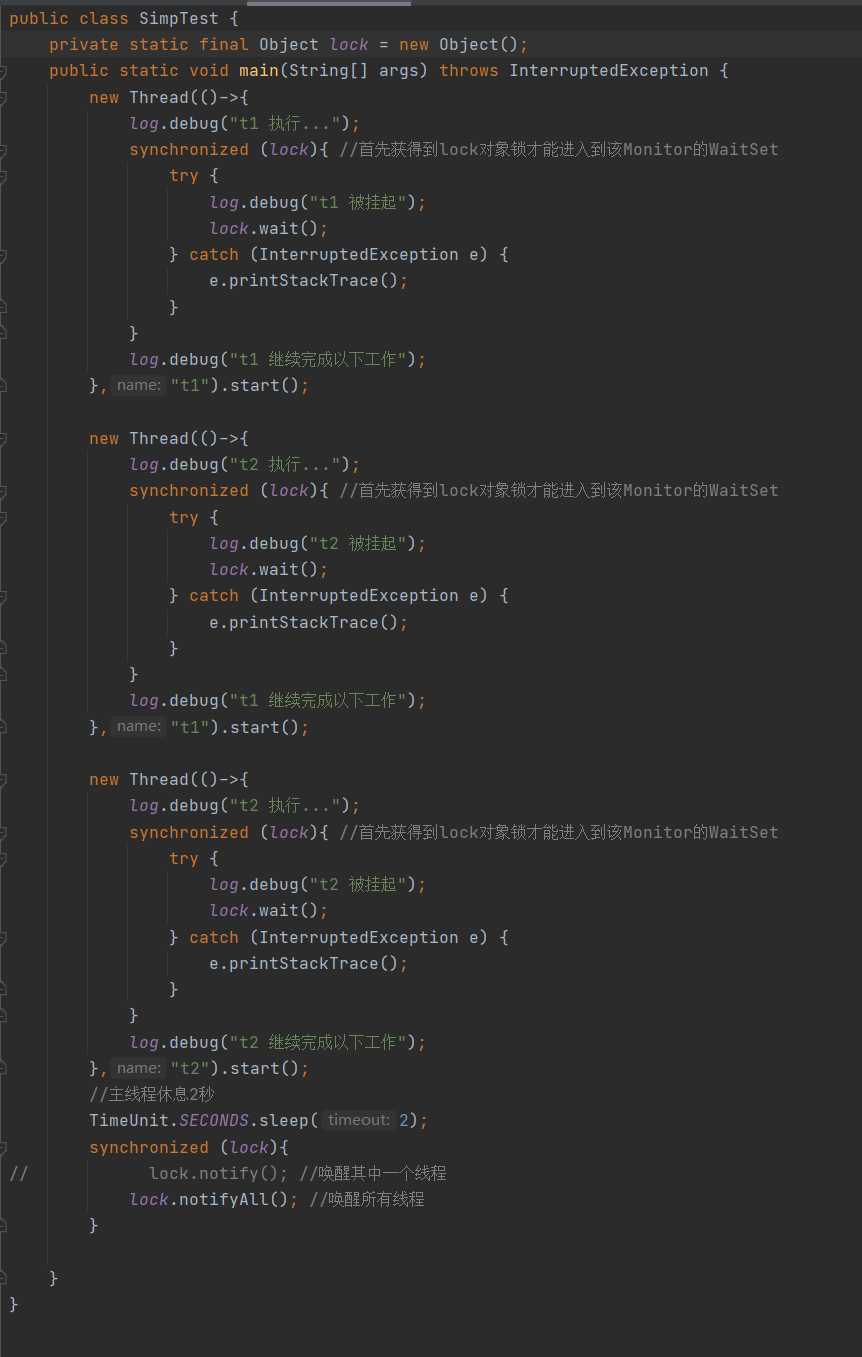 public class SimpTest {
    private static final Object lock = new Object();
    public static void main(String[] args) throws InterruptedException {
        new Thread(()->{
            log.debug("t1 执行...");
            synchronized (lock){ //首先获得到lock对象锁才能进入到该Monitor的WaitSet
                try {
                    log.debug("t1 被挂起");
                    lock.wait();
                } catch (InterruptedException e) {
                    e.printStackTrace();
                }
            }
            log.debug("t1 继续完成以下工作");
        }, name: "t1").start();

        new Thread(()->{
            log.debug("t2 执行...");
            synchronized (lock){ //首先获得到lock对象锁才能进入到该Monitor的WaitSet
                try {
                    log.debug("t2 被挂起");
                    lock.wait();
                } catch (InterruptedException e) {
                    e.printStackTrace();
                }
            }
            log.debug("t1 继续完成以下工作");
        }, name: "t1").start();

        new Thread(()->{
            log.debug("t2 执行...");
            synchronized (lock){ //首先获得到lock对象锁才能进入到该Monitor的WaitSet
                try {
                    log.debug("t2 被挂起");
                    lock.wait();
                } catch (InterruptedException e) {
                    e.printStackTrace();
                }
            }
            log.debug("t2 继续完成以下工作");
        }, name: "t2").start();
        //主线程休息2秒
        TimeUnit.SECONDS.sleep( timeout: 2);
        synchronized (lock){
//            lock.notify(); //唤醒其中一个线程
            lock.notifyAll(); //唤醒所有线程
        }

    }
}